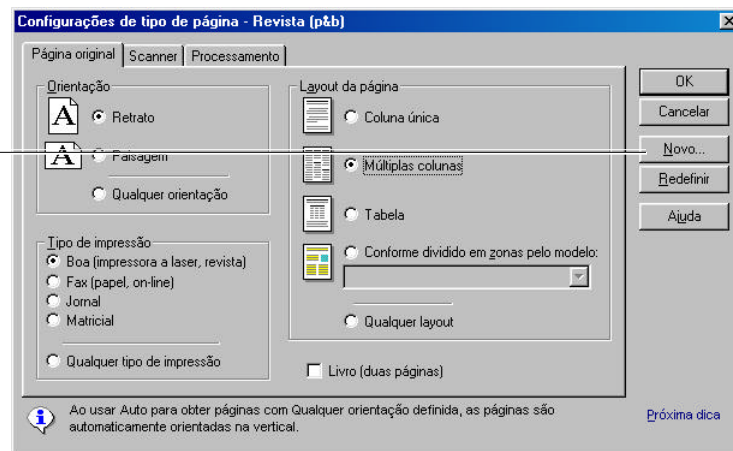 Configurações de tipo de página - Revista (p&b)
Página original
Scanner
Processamento
Orientação
A
Retrato
A
Paisagem
Qualquer orientação
Tipo de impressão
Boa (impressora a laser, revista)
Fax (papel, on-line)
Jornal
Matricial
Qualquer tipo de impressão
Layout da página
Coluna única
Múltiplas colunas
Tabela
Conforme dividido em zonas pelo modelo:
Qualquer layout
Livro (duas páginas)
OK
Cancelar
Novo...
Redefinir
Ajuda
Ao usar Auto para obter páginas com Qualquer orientação definida, as páginas são
automaticamente orientadas na vertical.
Próxima dica